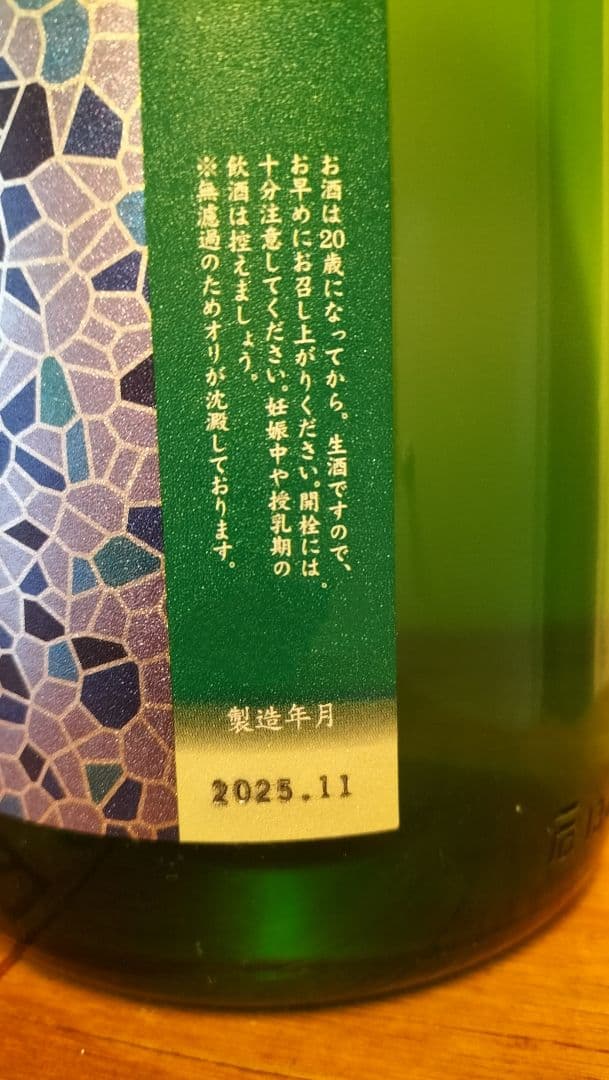 お酒は20歳になってから。生酒ですので、
お早めにお召し上がりください。開栓には
十分注意してください。妊娠中や授乳期の
飲酒は控えましょう。
※無濾過のためオリが沈澱しております。
製造年月
2025.11